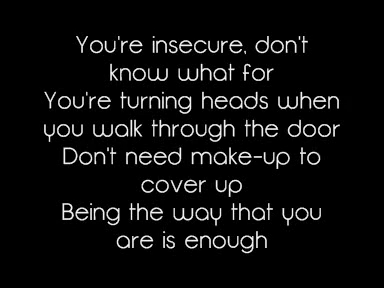 You're insecure, don't
know what for
You're turning heads when
you walk through the door
Don't need make-up to
cover up
Being the way that you
are is enough